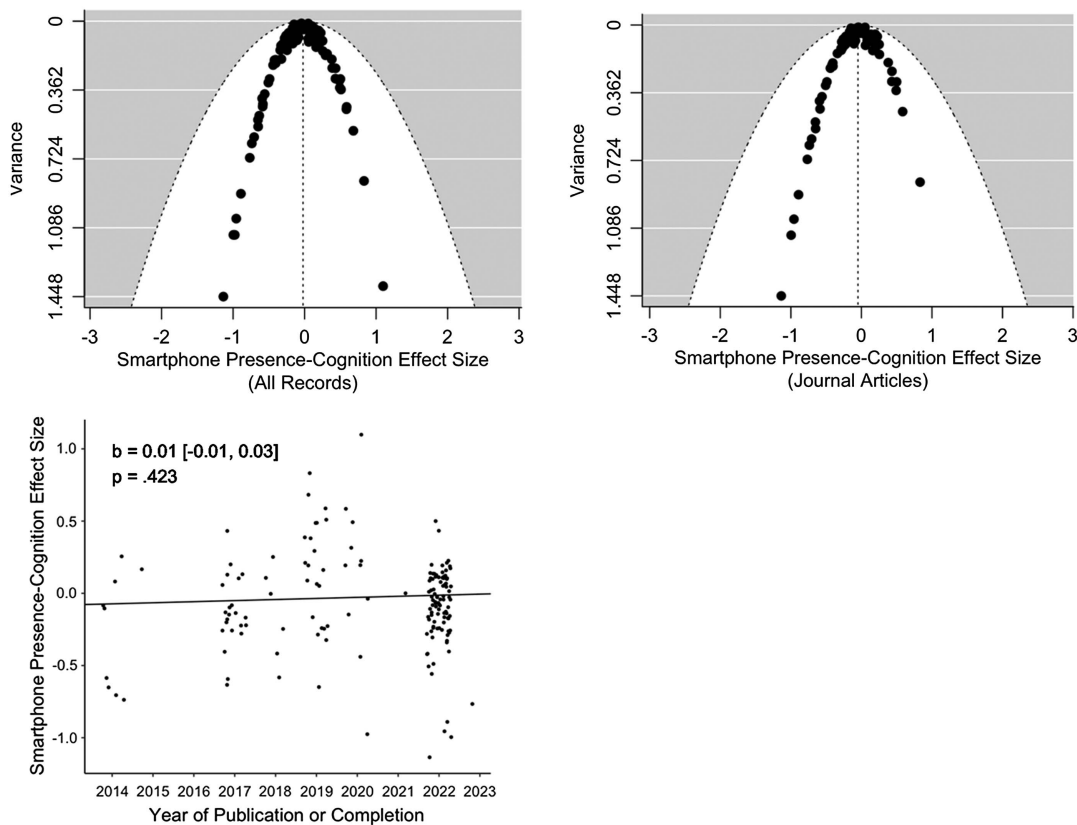 0
0.362
0.724
1.086
1.448
Variance
-3 -2 -1 0 1 2 3
Smartphone Presence-Cognition Effect Size
(All Records)
0
0.362
0.724
1.086
1.448
Variance
-3 -2 -1 0 1 2 3
Smartphone Presence-Cognition Effect Size
(Journal Articles)
Smartphone Presence-Cognition Effect Size
b = 0.01 [-0.01, 0.03]
p = .423
1.0
0.5
0.0
-0.5
-1.0
2014 2015 2016 2017 2017 2019 2020 2021 2022 2023
Year of Publication or Completion